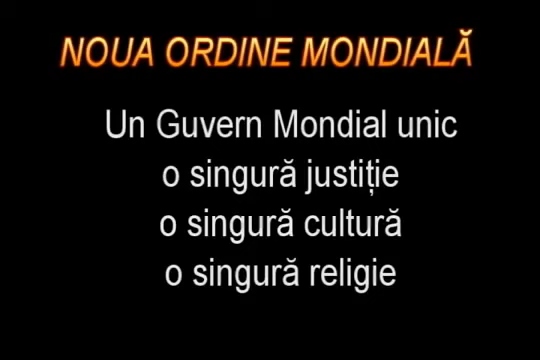 NOUA ORDINE MONDIALĂ
Un Guvern Mondial unic
o singură justiție
o singură cultură
o singură religie